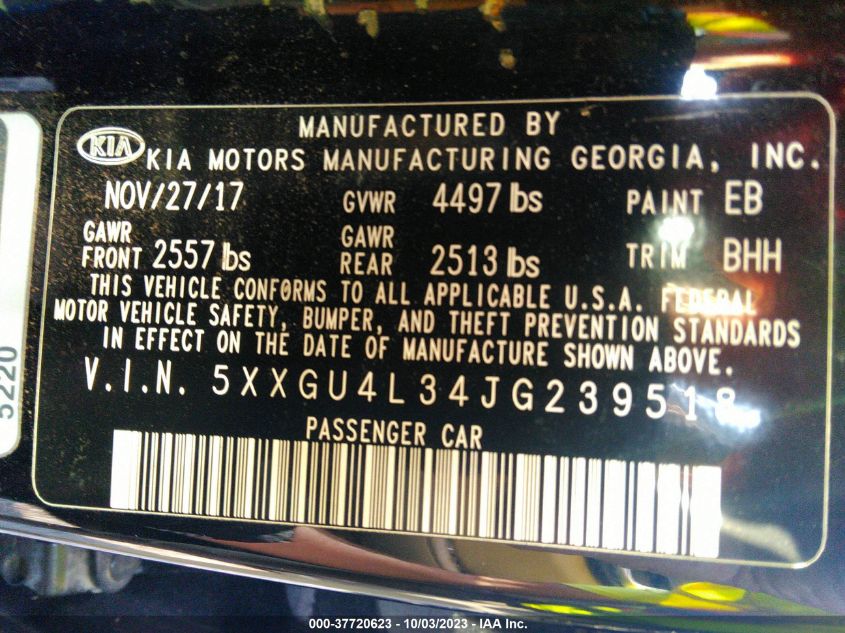 MANUFACTURED BY
KIA KIA MOTORS MANUFACTURING GEORGIA, INC.
NOV/27/17 GVWR 4497 lbs PAINT EB
GAWR FRONT 2557 lbs GAWR REAR 2513 lbs TRIM BHH
THIS VEHICLE CONFORMS TO ALL APPLICABLE U.S.A. FEDERAL
MOTOR VEHICLE SAFETY, BUMPER, AND THEFT PREVENTION STANDARDS
IN EFFECT ON THE DATE OF MANUFACTURE SHOWN ABOVE.
V.I.N. 5XXGU4L34JG239518
PASSENGER CAR
5220
000-37720623 - 10/03/2023 - IAA Inc.